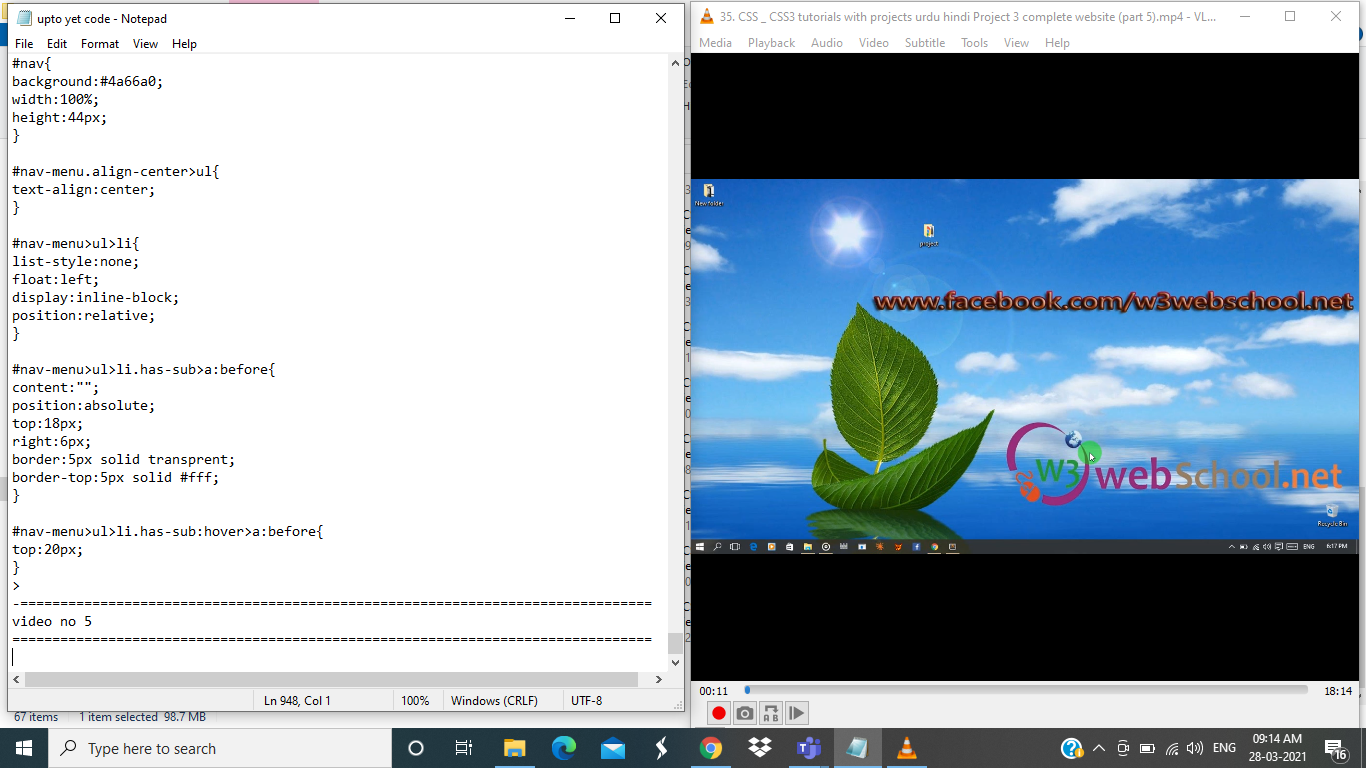 upto yet code - Notepad
File Edit Format View Help
#nav{
background:#4a66a0;
width:100%;
height:44px;
}
#nav-menu.align-center>ul{
text-align:center;
}
#nav-menu>ul>li{
list-style:none;
float:left;
display:inline-block;
position:relative;
}
#nav-menu>ul>li.has-sub>a:before{
content:"";
position:absolute;
top:18px;
right:6px;
border:5px solid transprent;
border-top:5px solid #fff;
}
#nav-menu>ul>li.has-sub:hover>a:before{
top:20px;
}
>
-===============================================================================
video no 5
================================================================================
Ln 948, Col 1 100% Windows (CRLF) UTF-8
67 items 1 item selected 98.7 MB
35. CSS _ CSS3 tutorials with projects urdu hindi Project 3 complete website (part 5).mp4 - VL...
Media Playback Audio Video Subtitle Tools View Help
New folder
project
www.facebook.com/w3webschool.net
W3 webSchool.net
Recycle Bin
ENG 6:17 PM
00:11 18:14
A B
Type here to search
ENG
09:14 AM
28-03-2021
16